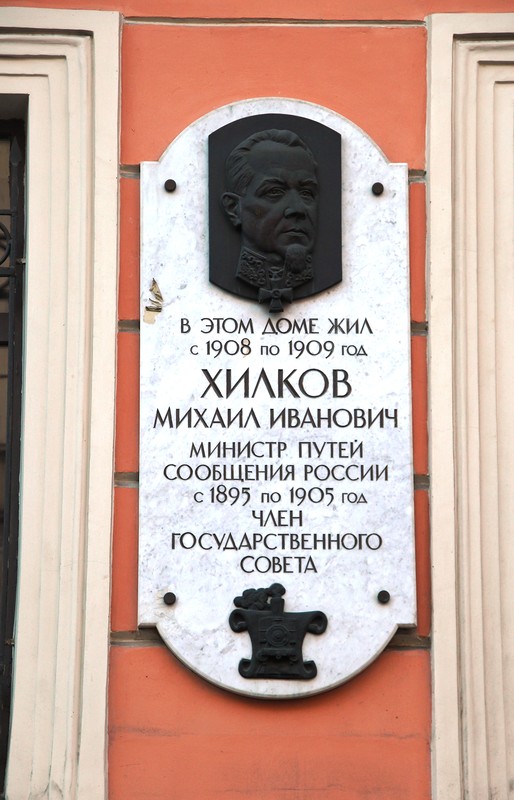 В ЭТОМ ДОМЕ ЖИЛ
с 1908 по 1909 год
ХИЛКОВ
МИХАИЛ ИВАНОВИЧ
МИНИСТР ПУТЕЙ
СООБЩЕНИЯ РОССИИ
с 1895 по 1905 год
ЧЛЕН
ГОСУДАРСТВЕННОГО
СОВЕТА